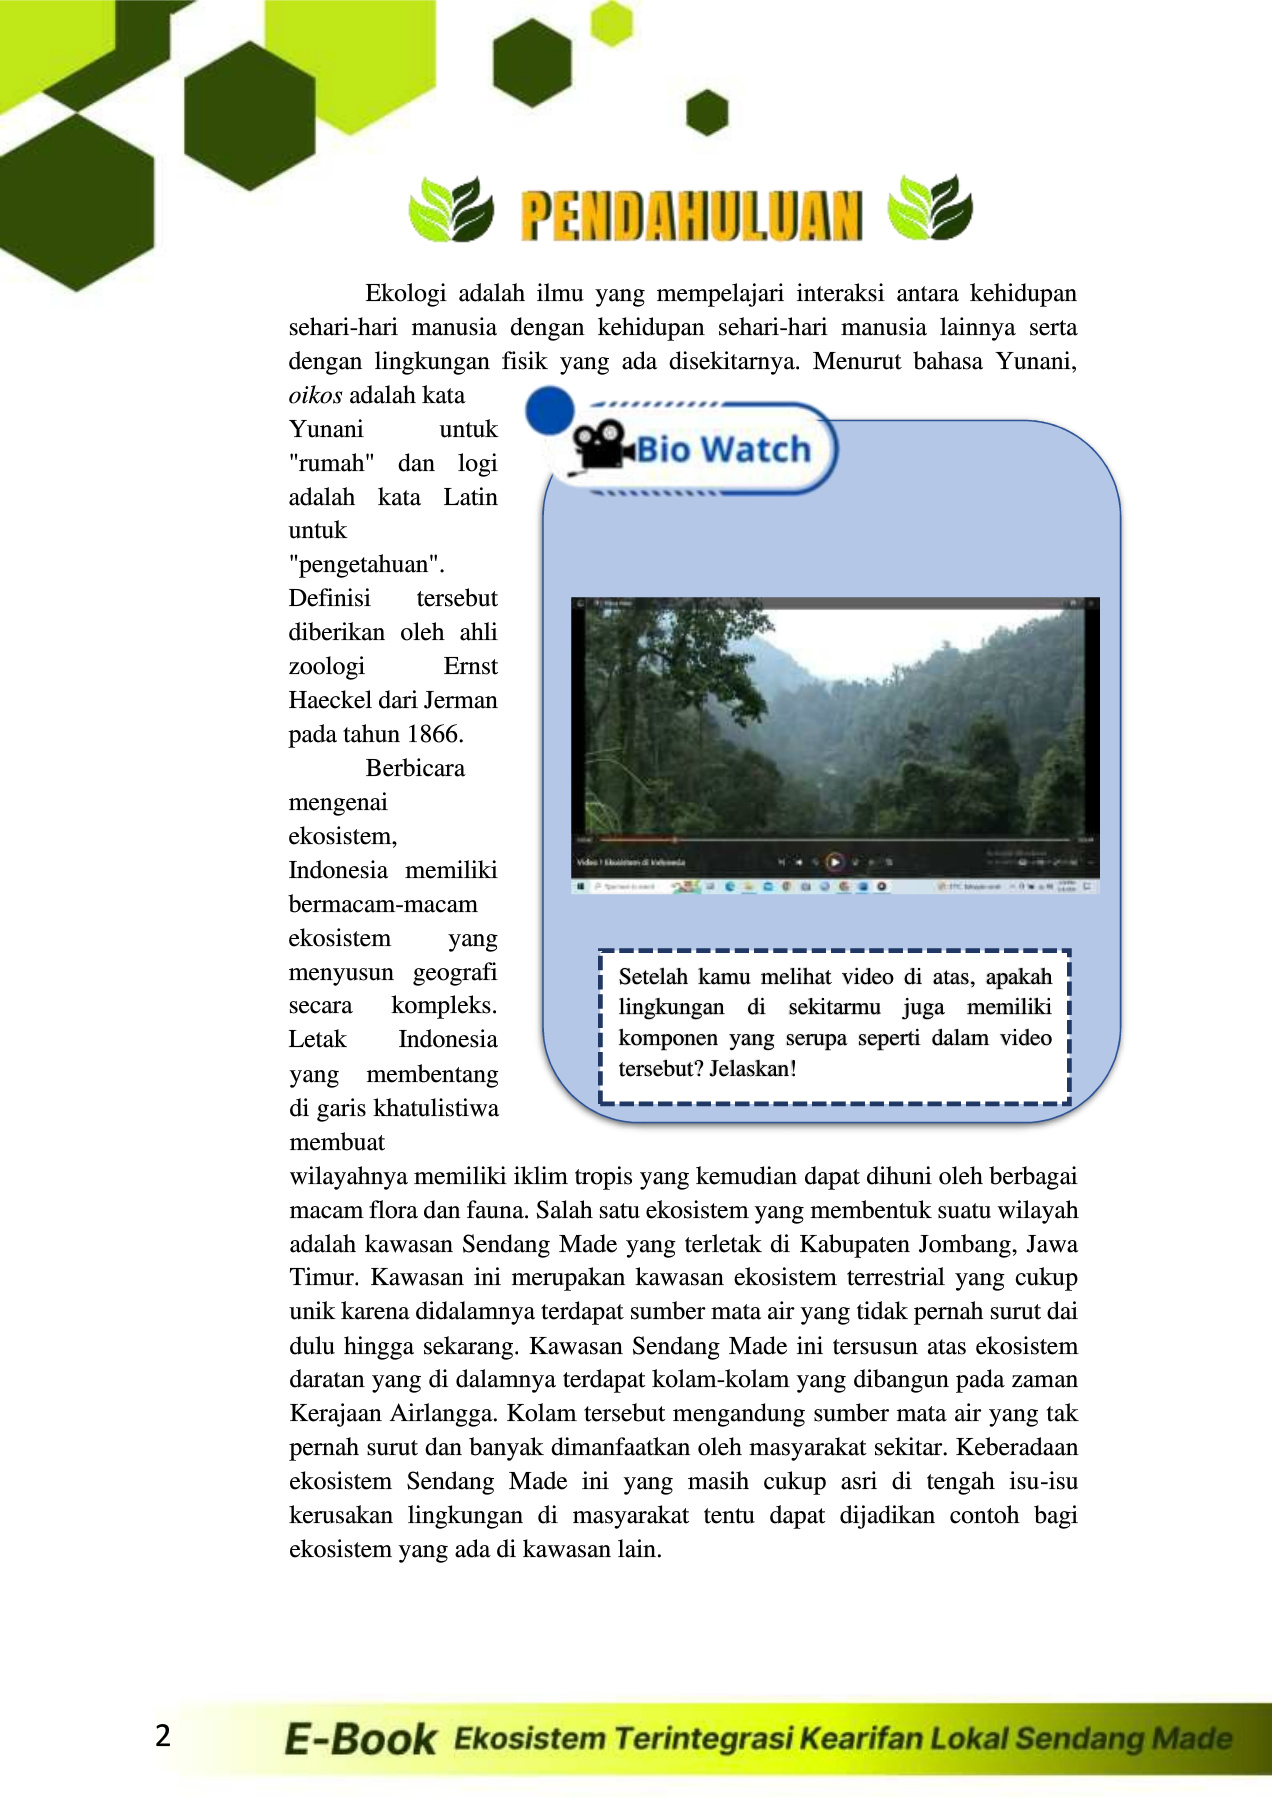 PENDAHULUAN
Ekologi adalah ilmu yang mempelajari interaksi antara kehidupan
sehari-hari manusia dengan kehidupan sehari-hari manusia lainnya serta
dengan lingkungan fisik yang ada disekitarnya. Menurut bahasa Yunani,
oikos adalah kata
Yunani untuk
"rumah" dan logi
adalah kata Latin
untuk
"pengetahuan".
Definisi tersebut
diberikan oleh ahli
zoologi Ernst
Haeckel dari Jerman
pada tahun 1866.
Berbicara
mengenai
ekosistem,
Indonesia memiliki
bermacam-macam
ekosistem yang
menyusun geografi
secara kompleks.
Letak Indonesia
yang membentang
di garis khatulistiwa
membuat
wilayahnya memiliki iklim tropis yang kemudian dapat dihuni oleh berbagai
macam flora dan fauna. Salah satu ekosistem yang membentuk suatu wilayah
adalah kawasan Sendang Made yang terletak di Kabupaten Jombang, Jawa
Timur. Kawasan ini merupakan kawasan ekosistem terrestrial yang cukup
unik karena didalamnya terdapat sumber mata air yang tidak pernah surut dai
dulu hingga sekarang. Kawasan Sendang Made ini tersusun atas ekosistem
daratan yang di dalamnya terdapat kolam-kolam yang dibangun pada zaman
Kerajaan Airlangga. Kolam tersebut mengandung sumber mata air yang tak
pernah surut dan banyak dimanfaatkan oleh masyarakat sekitar. Keberadaan
ekosistem Sendang Made ini yang masih cukup asri di tengah isu-isu
kerusakan lingkungan di masyarakat tentu dapat dijadikan contoh bagi
ekosistem yang ada di kawasan lain.
Bio Watch
Video 1 Ekosistem di Indonesia
Type here to search
Setelah kamu melihat video di atas, apakah
lingkungan di sekitarmu juga memiliki
komponen yang serupa seperti dalam video
tersebut? Jelaskan!
2
E-Book Ekosistem Terintegrasi Kearifan Lokal Sendang Made